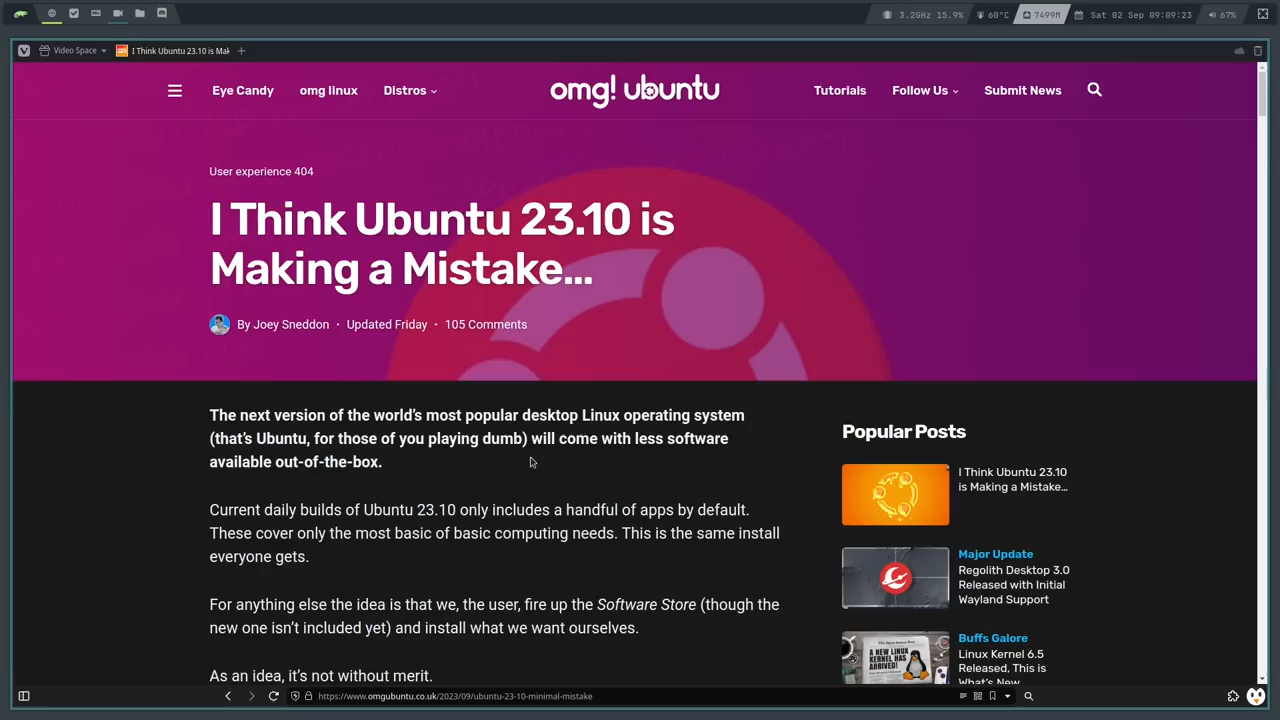 3.2GHz 15.9%
60°C
7499M
Sat 02 Sep 09:09:23
67%
Video Space
I Think Ubuntu 23.10 is Mak
Eye Candy
omg linux
Distros
omg! ubuntu
Tutorials
Follow Us
Submit News
User experience 404
I Think Ubuntu 23.10 is
Making a Mistake…
By Joey Sneddon · Updated Friday · 105 Comments
The next version of the world’s most popular desktop Linux operating system
(that’s Ubuntu, for those of you playing dumb) will come with less software
available out-of-the-box.
Current daily builds of Ubuntu 23.10 only includes a handful of apps by default.
These cover only the most basic of basic computing needs. This is the same install
everyone gets.
For anything else the idea is that we, the user, fire up the Software Store (though the
new one isn’t included yet) and install what we want ourselves.
As an idea, it’s not without merit.
Popular Posts
I Think Ubuntu 23.10
is Making a Mistake…
Major Update
Regolith Desktop 3.0
Released with Initial
Wayland Support
A NEW LINUX
KERNEL HAS
ARRIVED!
Buffs Galore
Linux Kernel 6.5
Released, This is
What’s New
https://www.omgubuntu.co.uk/2023/09/ubuntu-23-10-minimal-mistake